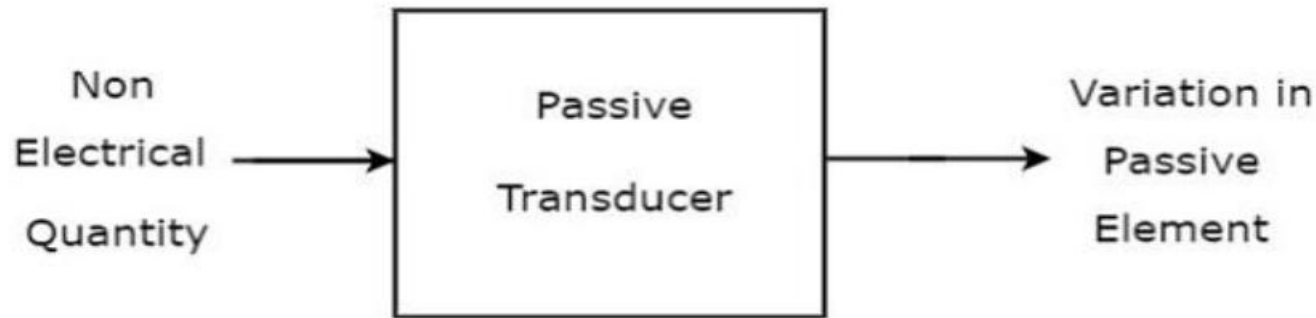 Non
Electrical
Quantity
Passive
Transducer
Variation in
Passive
Element